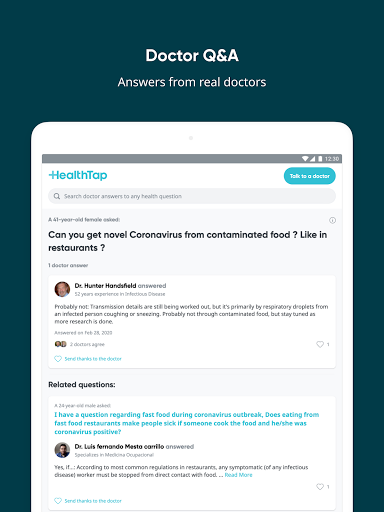 Doctor Q&A
Answers from real doctors
12:30
HealthTap
Talk to a doctor
Search doctor answers to any health question
A 41-year-old female asked:
Can you get novel Coronavirus from contaminated food ? Like in
restaurants ?
1 doctor answer
Dr. Hunter Handsfield answered
52 years experience in Infectious Disease
Probably not: Transmission details are still being worked out, but it's primarily by respiratory droplets from
an infected person coughing or sneezing. Probably not through contaminated food, but stay tuned as
more research is done.
Answered on Feb 28, 2020
2 doctors agree
1
Send thanks to the doctor
Related questions:
A 24-year-old male asked:
I have a question regarding fast food during coronavirus outbreak, Does eating from
fast food restaurants make people sick if someone cook the food and he/she was
coronavirus positive?
Dr. Luis fernando Mesta carrillo answered
Specializes in Medicina Ocupacional
Yes, if...: According to most common regulations in restaurants, any symptomatic (of any infectious
disease) worker must be stopped from direct contact with food. ... Read More
1
Send thanks to the doctor